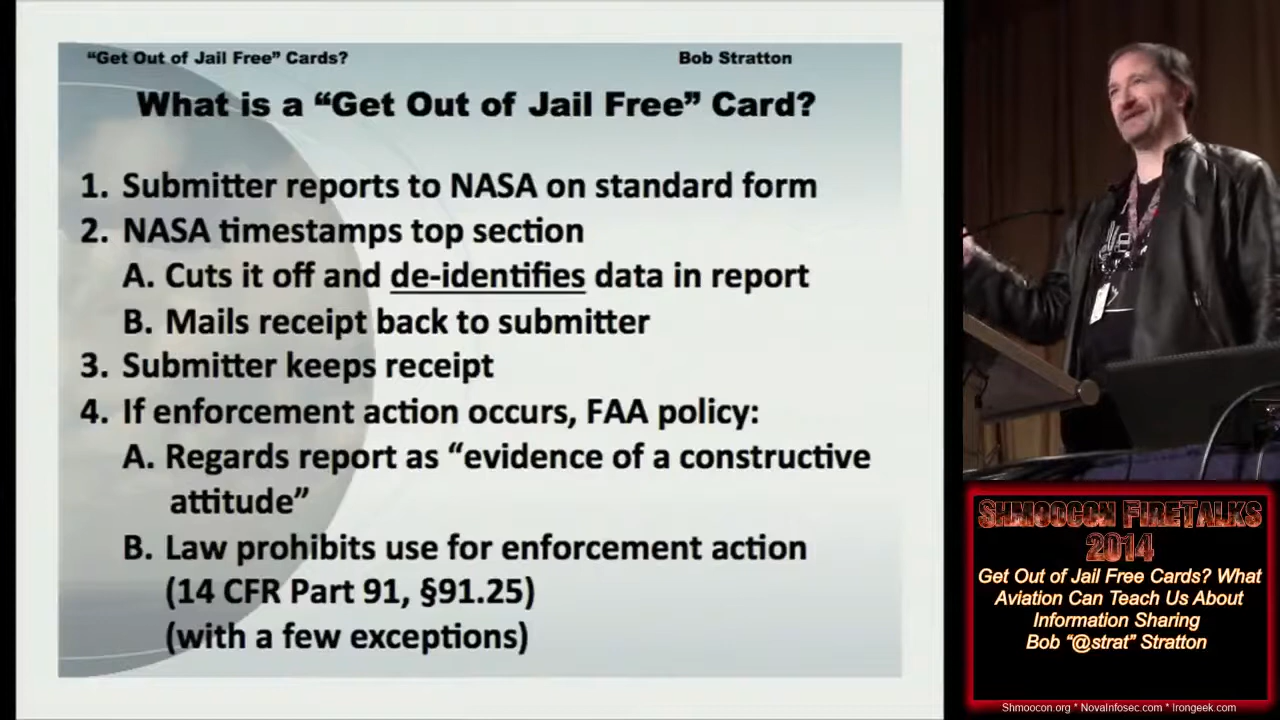 “Get Out of Jail Free” Cards?
Bob Stratton
What is a “Get Out of Jail Free” Card?
1. Submitter reports to NASA on standard form
2. NASA timestamps top section
A. Cuts it off and de-identifies data in report
B. Mails receipt back to submitter
3. Submitter keeps receipt
4. If enforcement action occurs, FAA policy:
A. Regards report as “evidence of a constructive
attitude”
B. Law prohibits use for enforcement action
(14 CFR Part 91, §91.25)
(with a few exceptions)
Shmoocon FireTalks
2014
Get Out of Jail Free Cards? What
Aviation Can Teach Us About
Information Sharing
Bob “@strat” Stratton
Shmoocon.org * NovaInfosec.com * Irongeek.com